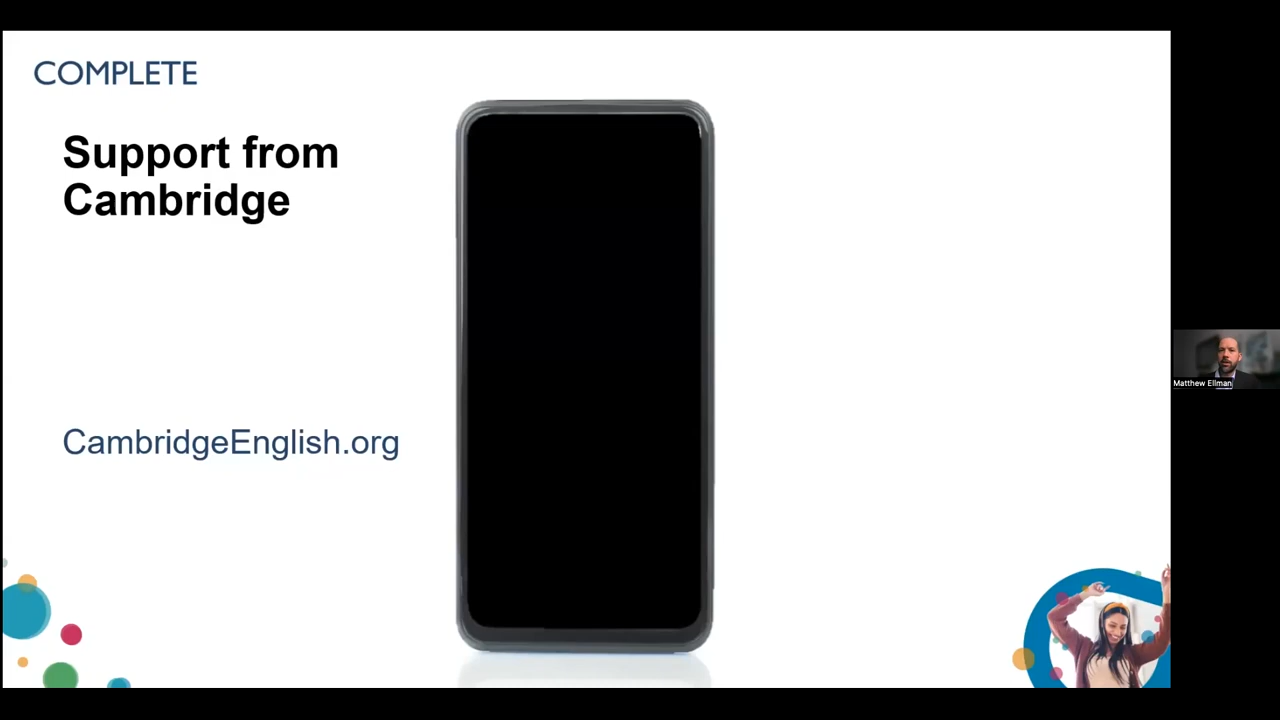 COMPLETE
Support from
Cambridge
CambridgeEnglish.org
Matthew Ellman